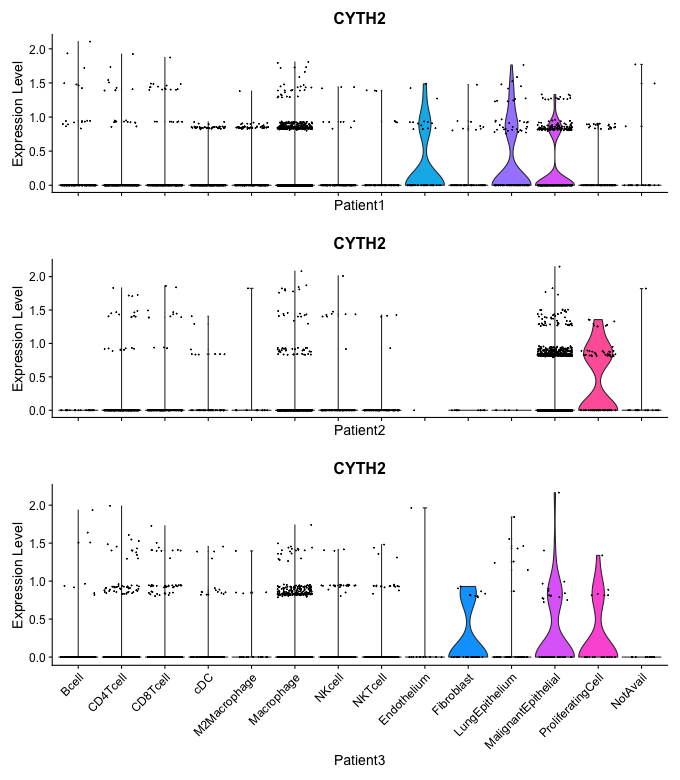 CYTH2
Expression Level
2.0
1.5
1.0
0.5
0.0
Patient1
CYTH2
Expression Level
2.0
1.5
1.0
0.5
0.0
Patient2
CYTH2
Expression Level
2.0
1.5
1.0
0.5
0.0
Bcell
CD4Tcell
CD8Tcell
cDC
M2Macrophage
Macrophage
NKcell
NKTcell
Endothelium
Fibroblast
LungEpithelium
MalignantEpithelial
ProliferatingCell
NotAvail
Patient3